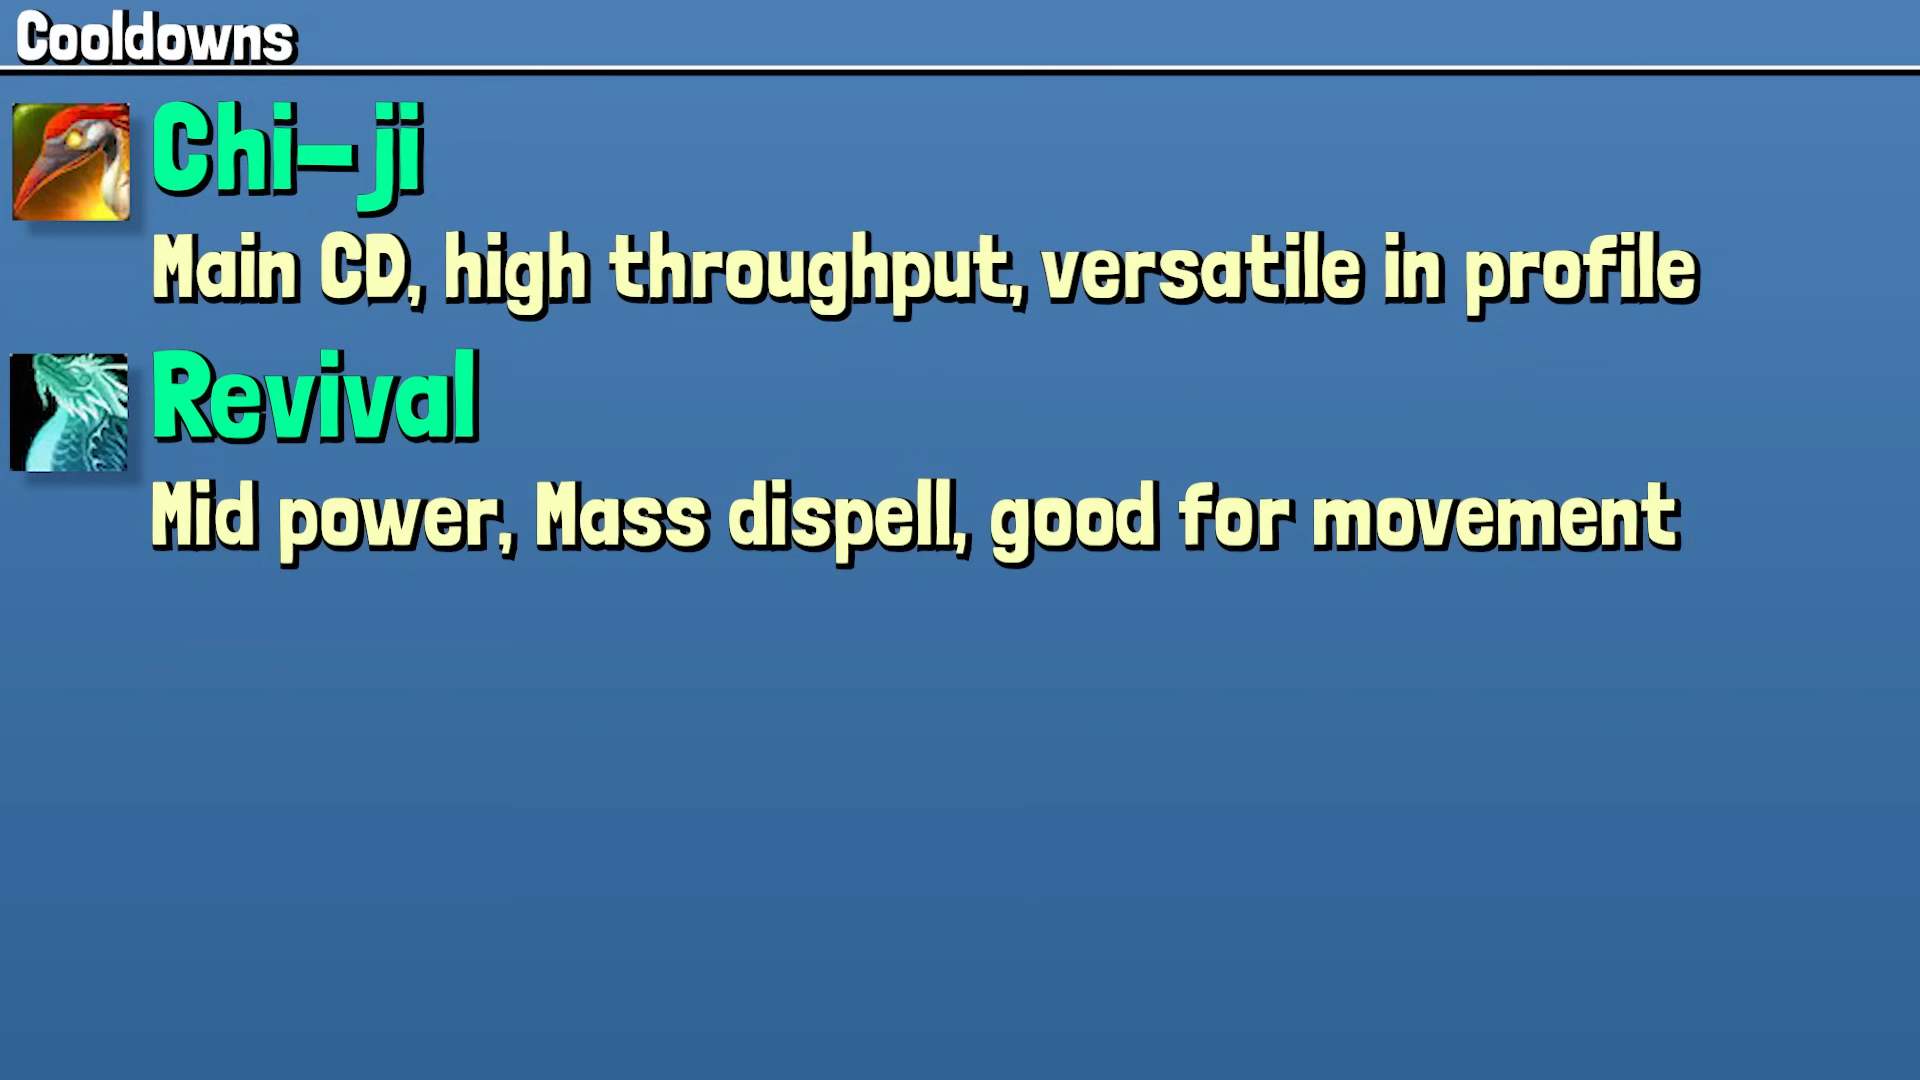 Cooldowns
Chi-ji
Main CD, high throughput, versatile in profile
Revival
Mid power, Mass dispell, good for movement